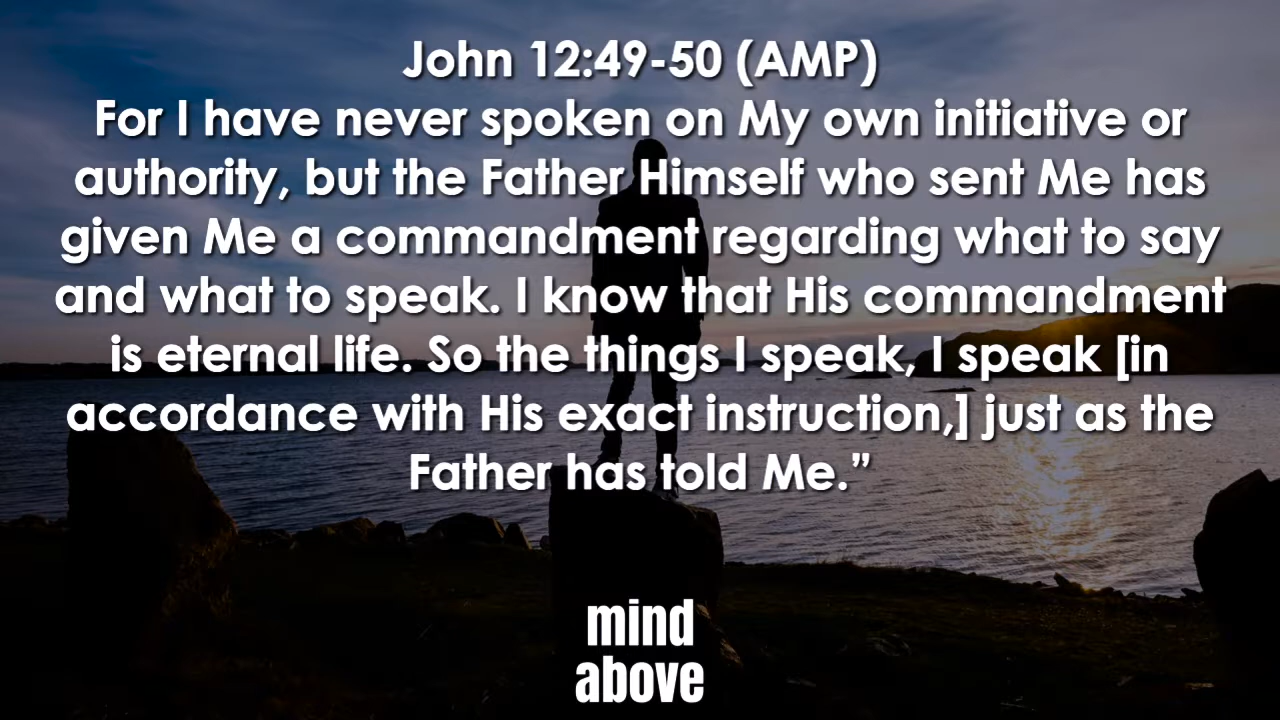 John 12:49-50 (AMP)
For I have never spoken on My own initiative or
authority, but the Father Himself who sent Me has
given Me a commandment regarding what to say
and what to speak. I know that His commandment
is eternal life. So the things I speak, I speak [in
accordance with His exact instruction,] just as the
Father has told Me.”
mind
above